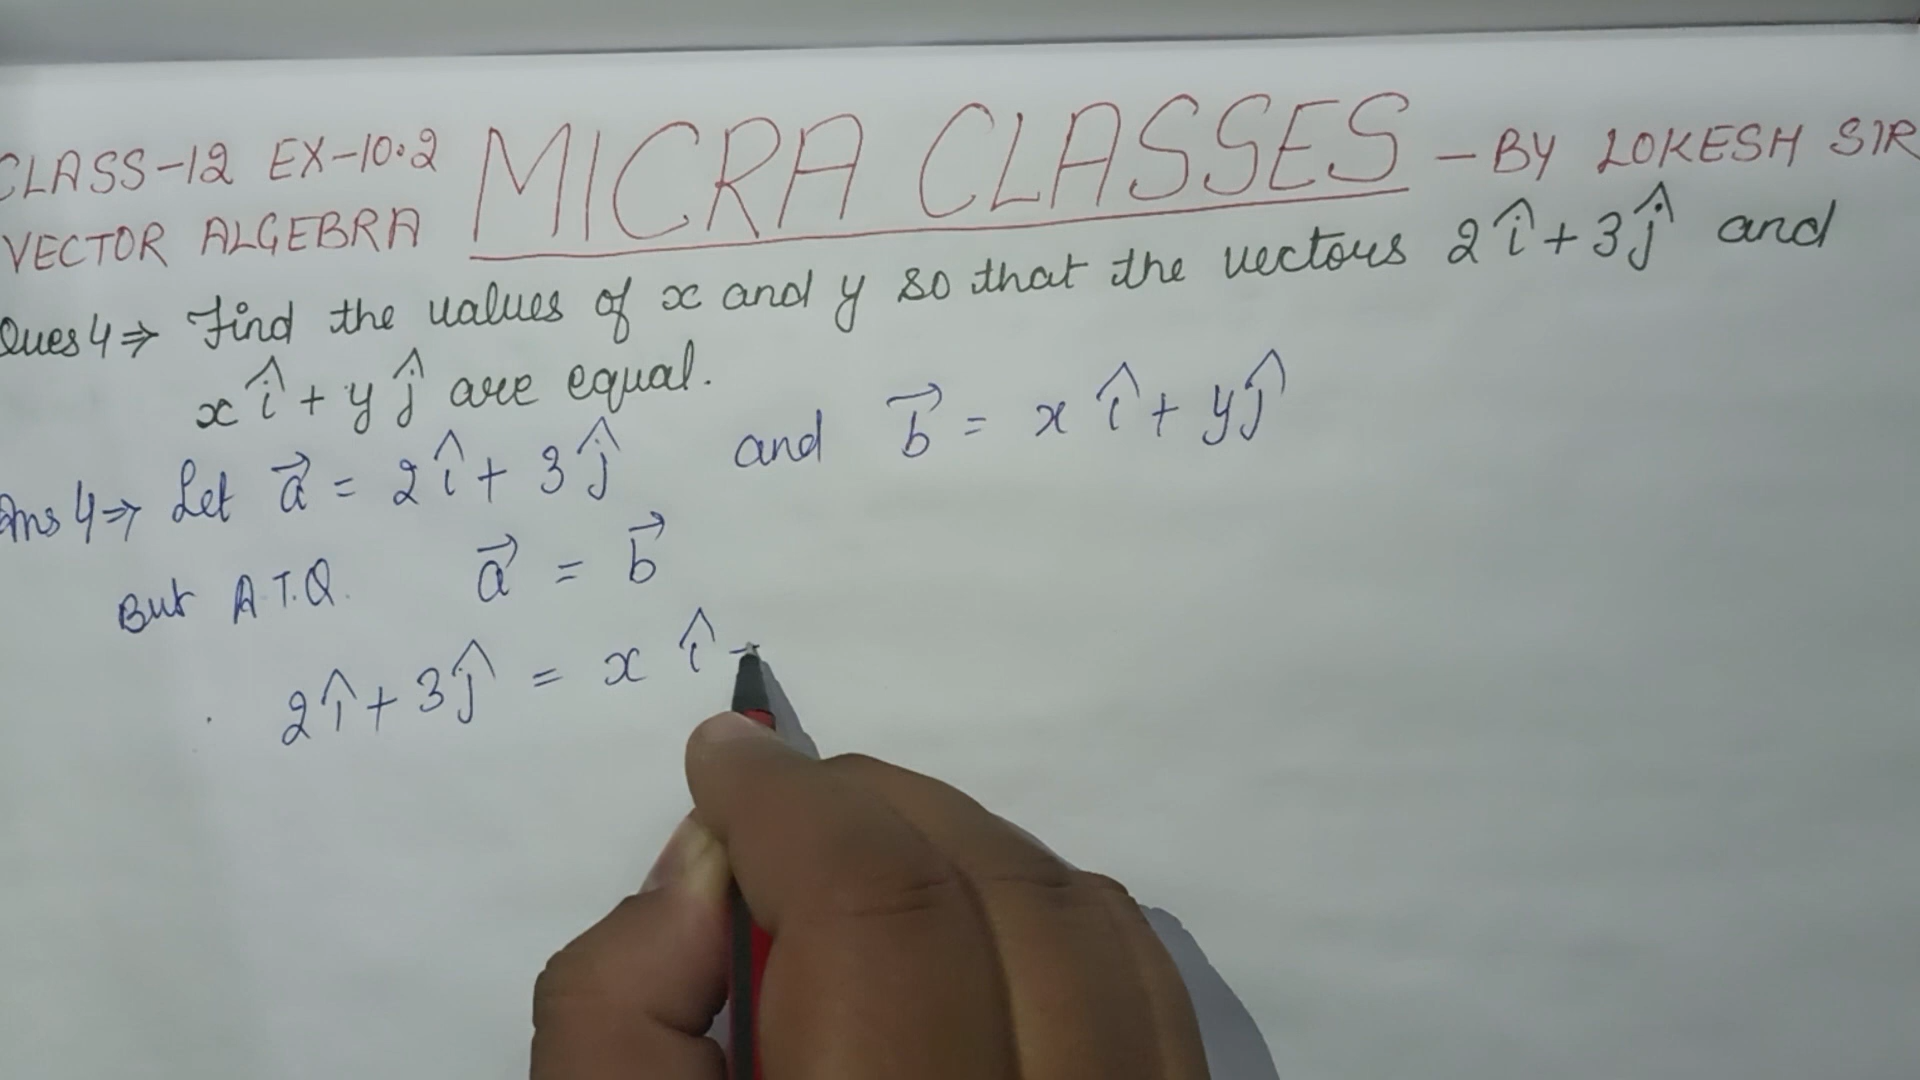 CLASS-12 EX-10.2 MICRA CLASSES - BY LOKESH SIR
VECTOR ALGEBRA
Ques 4⇒ Find the values of x and y so that the vectors 2î + 3ĵ and
xî + yĵ are equal.
Ans 4⇒ Let a⃗ = 2î + 3ĵ and b⃗ = xî + yĵ
But A.T.Q. a⃗ = b⃗
2î + 3ĵ = xî -